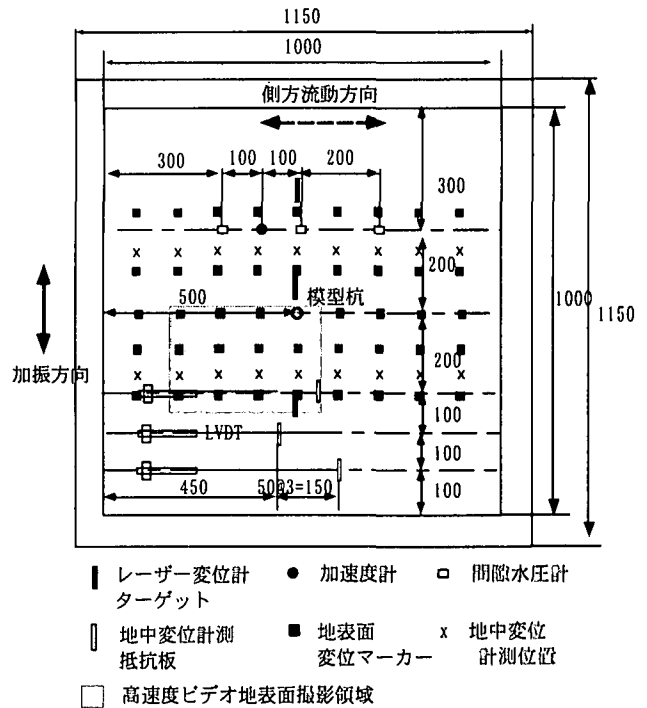 1150
1000
側方流動方向
300
100
100
200
300
200
500
模型杭
1000
1150
加振方向
200
100
LVDT
100
450
50@3=150
100
レーザー変位計
ターゲット
加速度計
間隙水圧計
地中変位計測
抵抗板
地表面
変位マーカー
x
地中変位
計測位置
高速度ビデオ地表面撮影領域